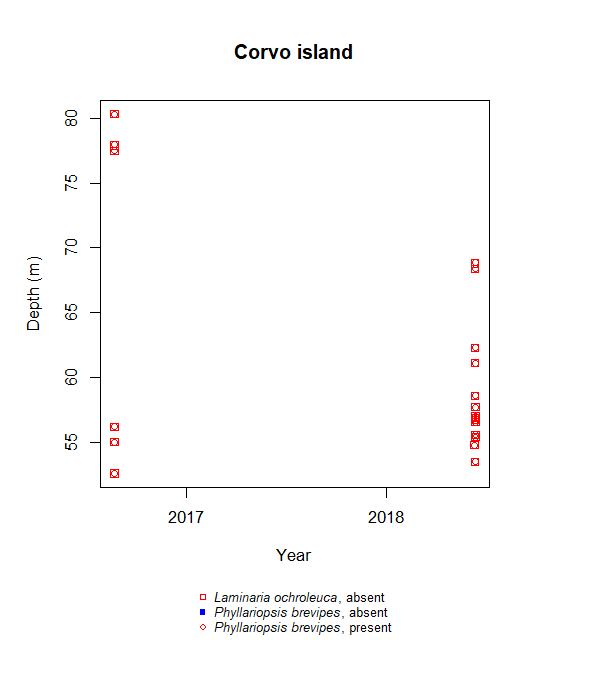 Corvo island
80
75
70
65
60
55
Depth (m)
2017 2018
Year
Laminaria ochroleuca, absent
Phyllariopsis brevipes, absent
Phyllariopsis brevipes, present